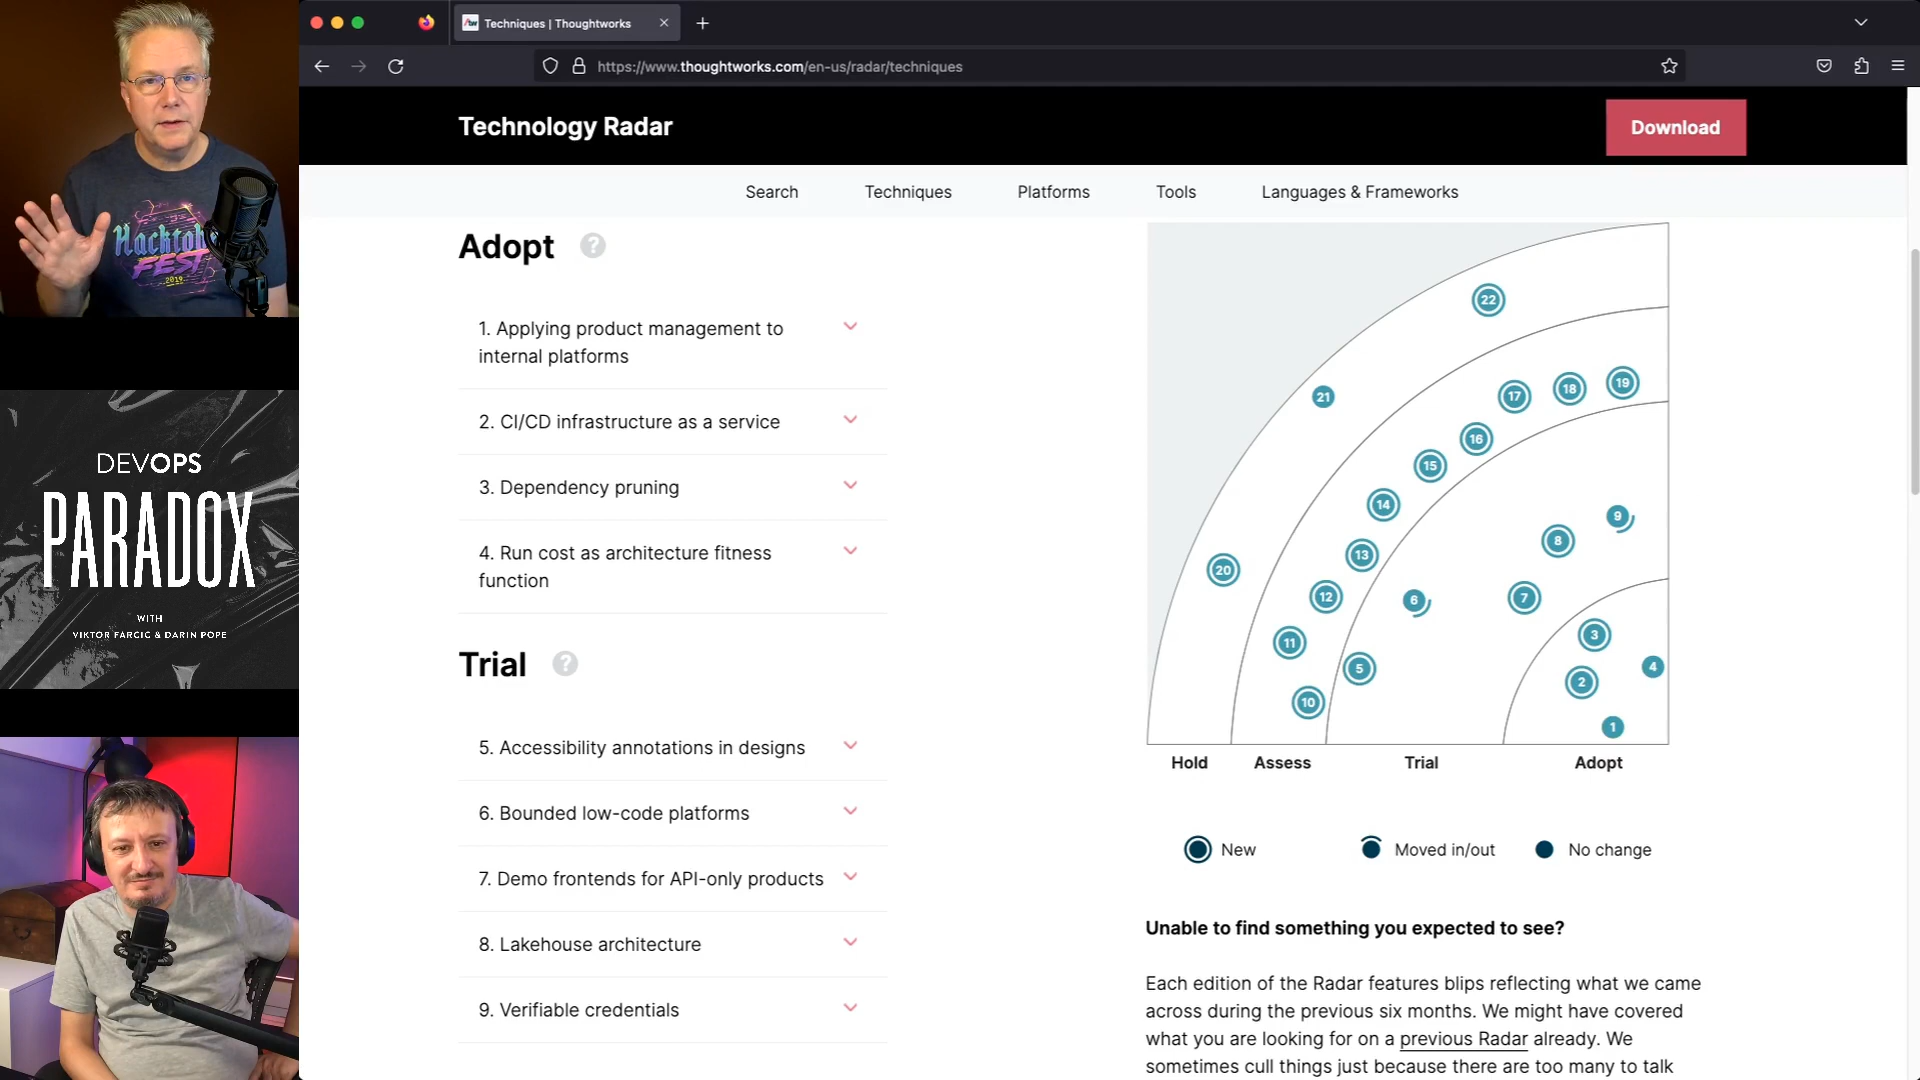 Techniques | Thoughtworks
https://www.thoughtworks.com/en-us/radar/techniques
Technology Radar
Download
Search
Techniques
Platforms
Tools
Languages & Frameworks
FEST
2019
DEVOPS
PARADOX
WITH
VIKTOR FARCIC & DARIN POPE
Adopt ?
1. Applying product management to
internal platforms
2. CI/CD infrastructure as a service
3. Dependency pruning
4. Run cost as architecture fitness
function
Trial ?
5. Accessibility annotations in designs
6. Bounded low-code platforms
7. Demo frontends for API-only products
8. Lakehouse architecture
9. Verifiable credentials
22
21
19
18
17
16
15
14
9
8
13
20
12
6
7
11
3
5
4
2
10
1
Hold
Assess
Trial
Adopt
New
Moved in/out
No change
Unable to find something you expected to see?
Each edition of the Radar features blips reflecting what we came
across during the previous six months. We might have covered
what you are looking for on a previous Radar already. We
sometimes cull things just because there are too many to talk